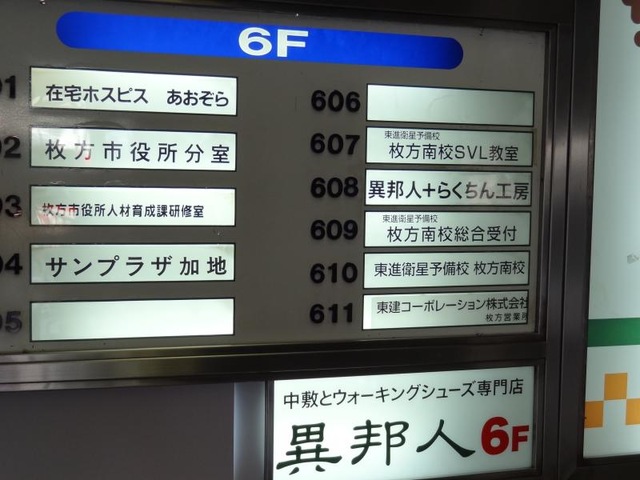 6F
01 在宅ホスピス あおぞら
02 枚方市役所分室
03 枚方市役所人材育成課研修室
04 サンプラザ加地
05
606
607 東進衛星予備校
枚方南校SVL教室
608 異邦人+らくちん工房
609 東進衛星予備校
枚方南校総合受付
610 東進衛星予備校 枚方南校
611 東建コーポレーション株式会社
枚方営業所
中敷とウォーキングシューズ専門店
異邦人 6F